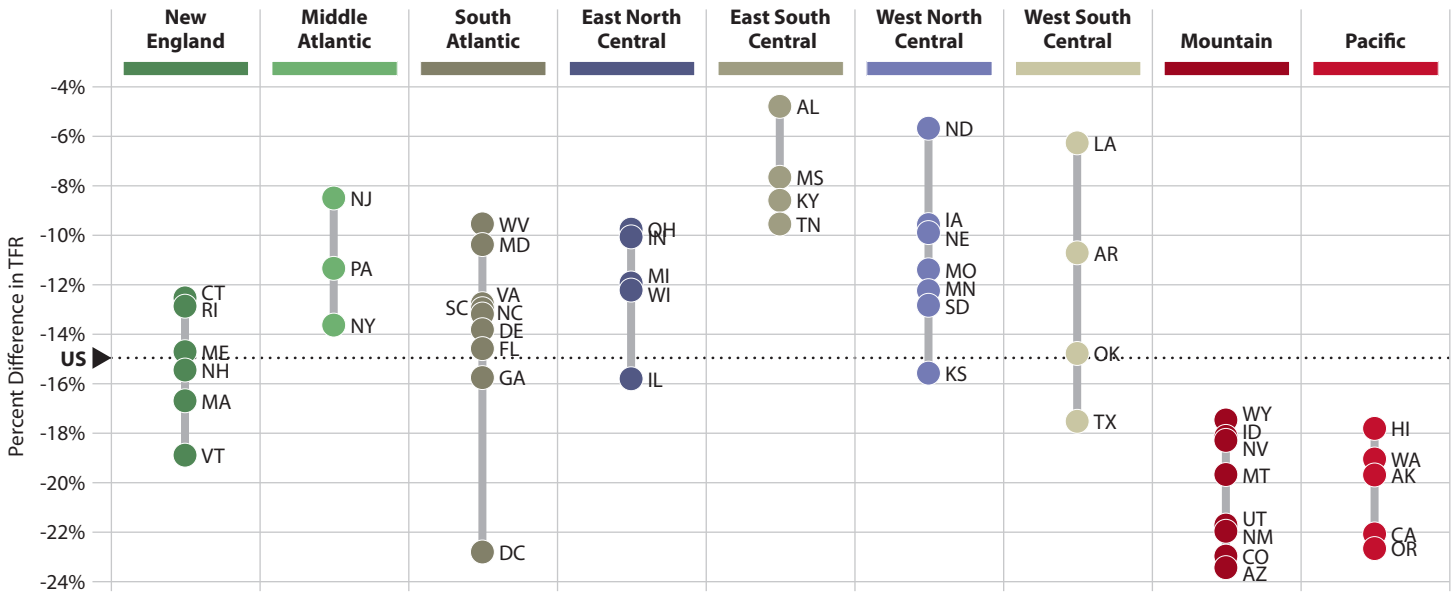 New England
Middle Atlantic
South Atlantic
East North Central
East South Central
West North Central
West South Central
Mountain
Pacific
Percent Difference in TFR
-4%
-6%
-8%
-10%
-12%
-14%
US
-16%
-18%
-20%
-22%
-24%
CT
RI
ME
NH
MA
VT
NJ
PA
NY
WV
MD
VA
SC
NC
DE
FL
GA
DC
OH
IN
MI
WI
IL
AL
MS
KY
TN
ND
IA
NE
MO
MN
SD
KS
LA
AR
OK
TX
WY
ID
NV
MT
UT
NM
CO
AZ
HI
WA
AK
CA
OR